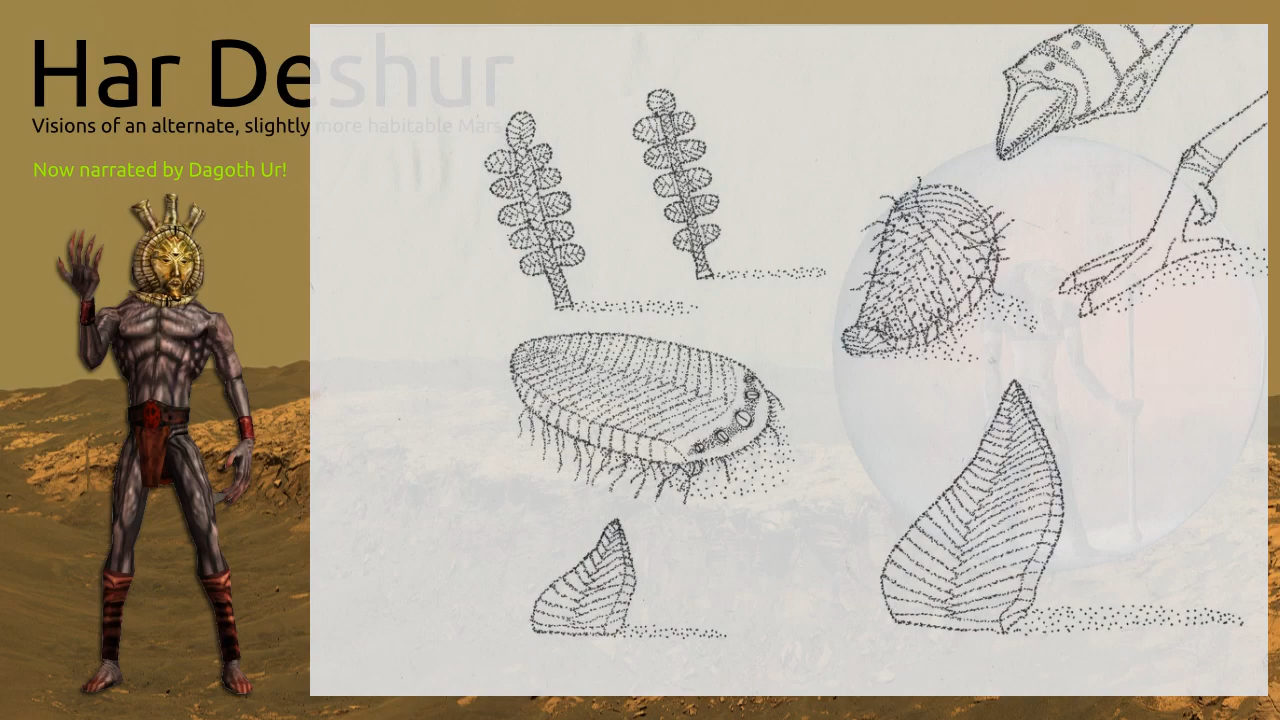 Har Deshur
Visions of an alternate, slightly more habitable Mars
Now narrated by Dagoth Ur!